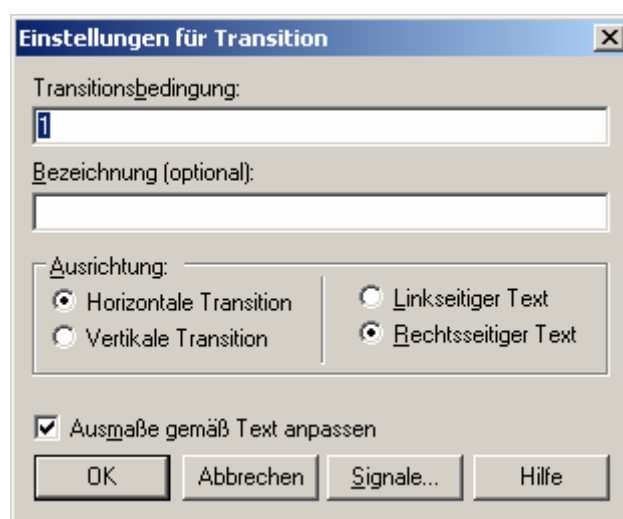 Einstellungen für Transition
Transitionsbedingung:
1
Bezeichnung (optional):
Ausrichtung:
Horizontale Transition
Linkseitiger Text
Vertikale Transition
Rechtsseitiger Text
Ausmaße gemäß Text anpassen
OK Abbrechen Signale... Hilfe